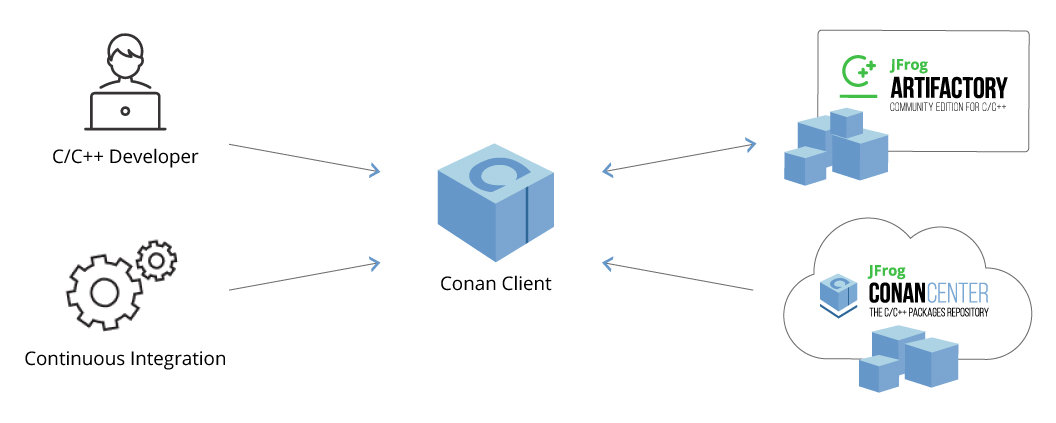 C/C++ Developer
Continuous Integration
Conan Client
JFrog
ARTIFACTORY
COMMUNITY EDITION FOR C/C++
JFrog
CONANCENTER
THE C/C++ PACKAGES REPOSITORY